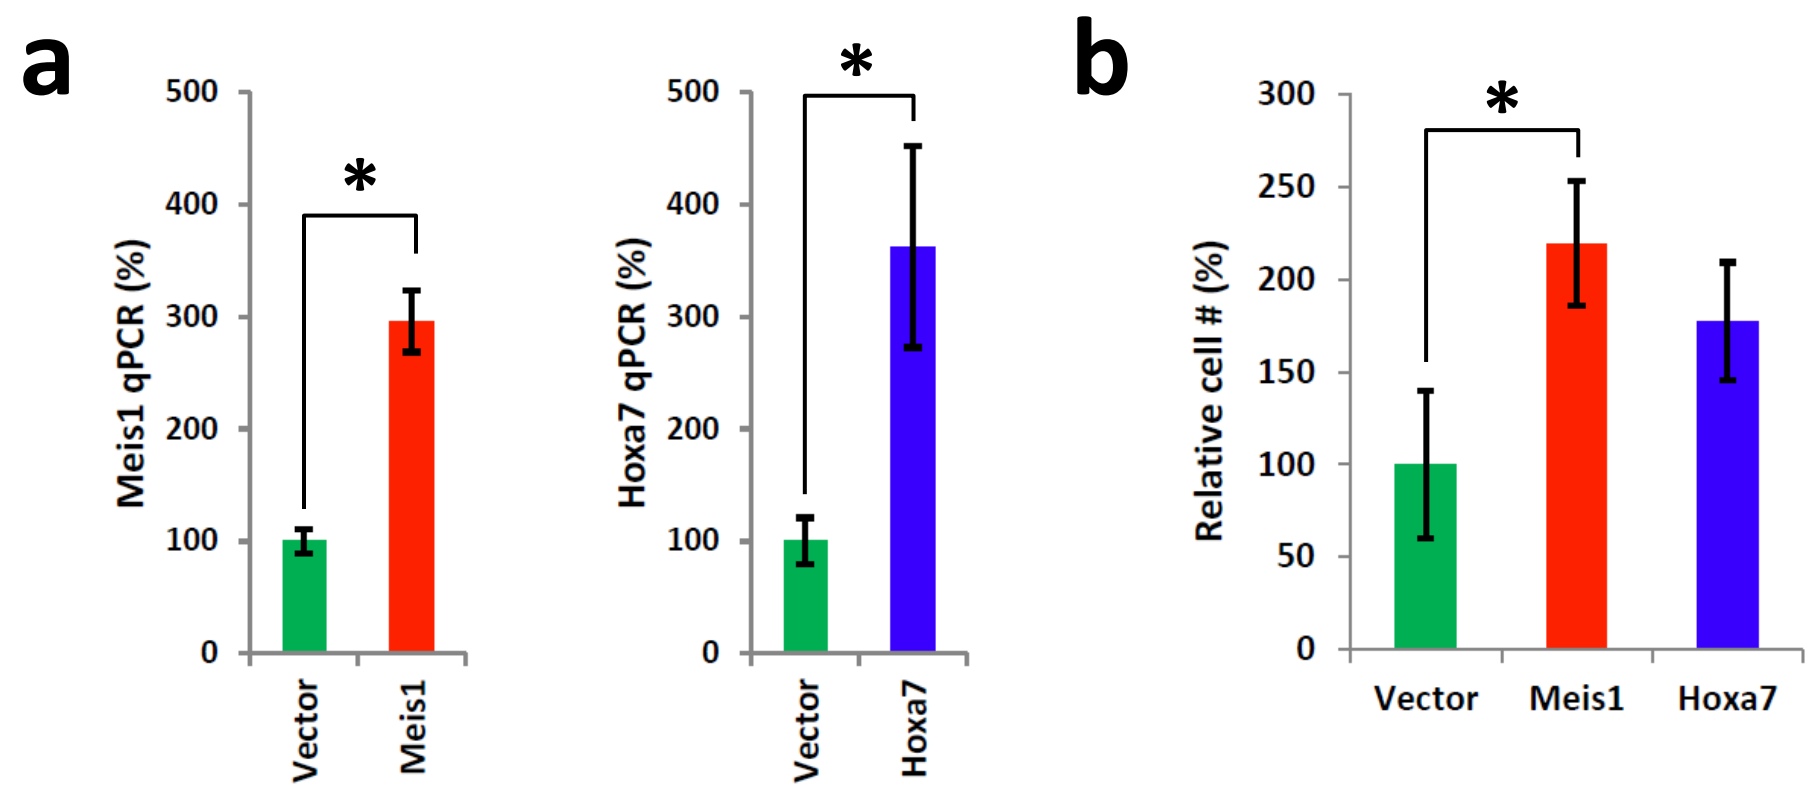 a
500
400
300
200
100
0
Meis1 qPCR (%)
*
Vector
Meis1
500
400
300
200
100
0
Hoxa7 qPCR (%)
*
Vector
Hoxa7
b
300
250
200
150
100
50
0
Relative cell # (%)
*
Vector Meis1 Hoxa7